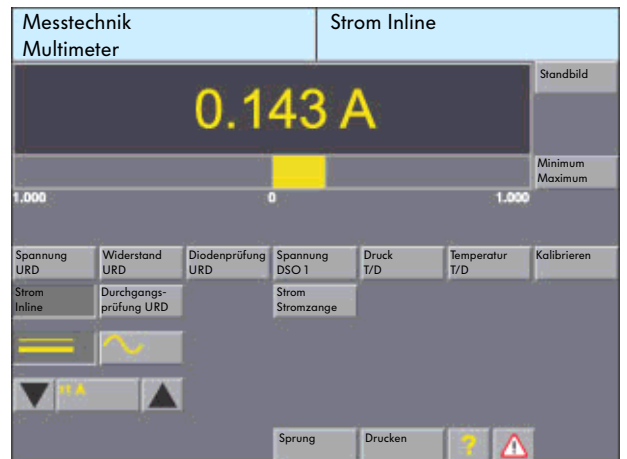 Messtechnik
Multimeter
Strom Inline
0.143 A
Standbild
Minimum
Maximum
1.000 0 1.000
Spannung
URD
Widerstand
URD
Diodenprüfung
URD
Spannung
DSO 1
Druck
T/D
Temperatur
T/D
Kalibrieren
Strom
Inline
Durchgangs-
prüfung URD
Strom
Stromzange
A
Sprung
Drucken
?